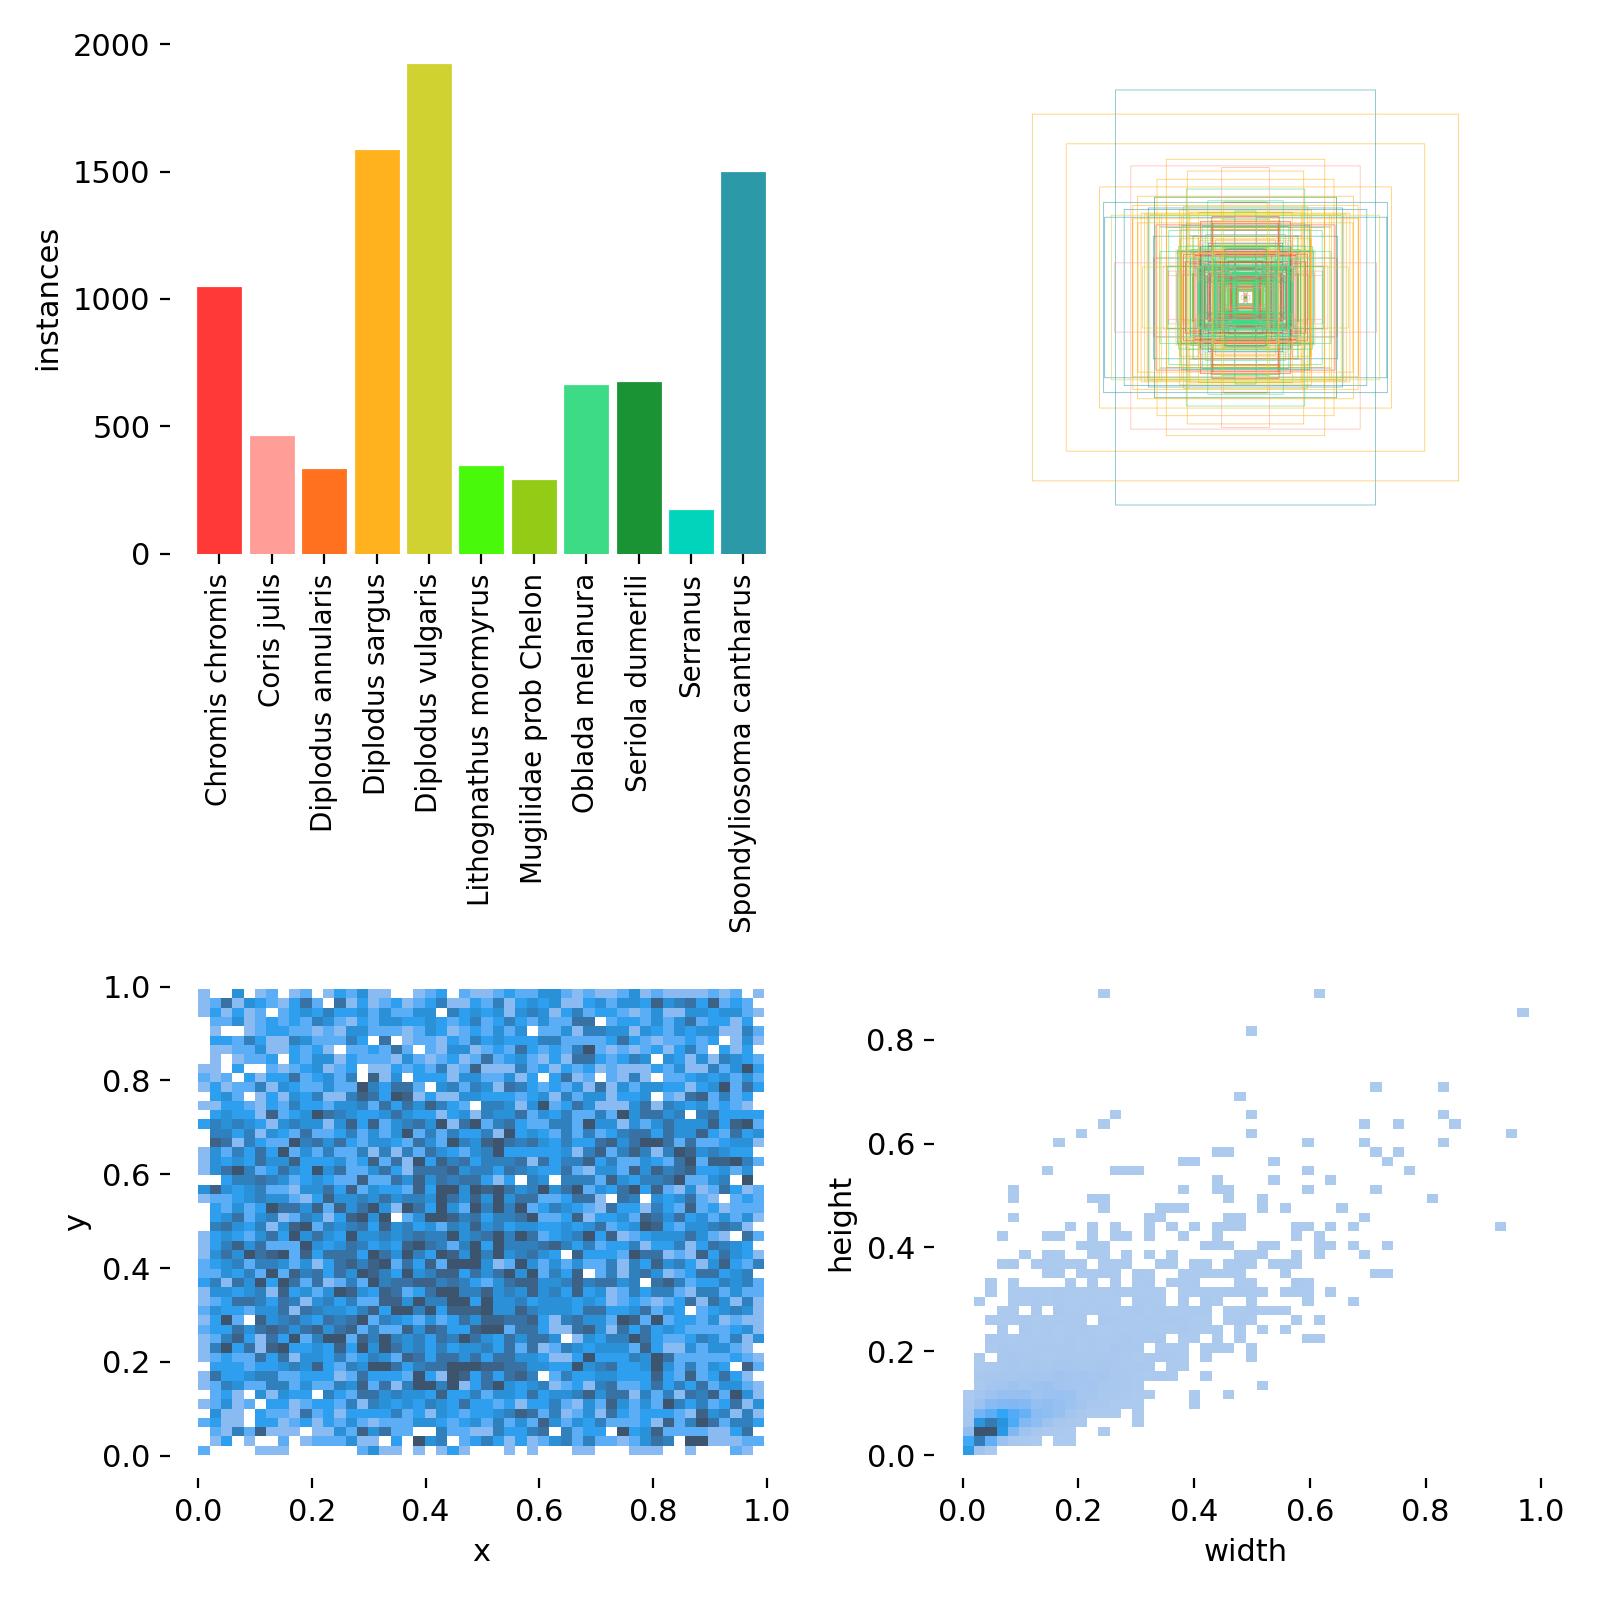 2000
1500
1000
500
0
instances
Chromis chromis
Coris julis
Diplodus annularis
Diplodus sargus
Diplodus vulgaris
Lithognathus mormyrus
Mugilidae prob Chelon
Oblada melanura
Seriola dumerili
Serranus
Spondyliosoma cantharus
1.0
0.8
0.6
0.4
0.2
0.0
y
0.0 0.2 0.4 0.6 0.8 1.0
x
0.8
0.6
0.4
0.2
0.0
height
0.0 0.2 0.4 0.6 0.8 1.0
width